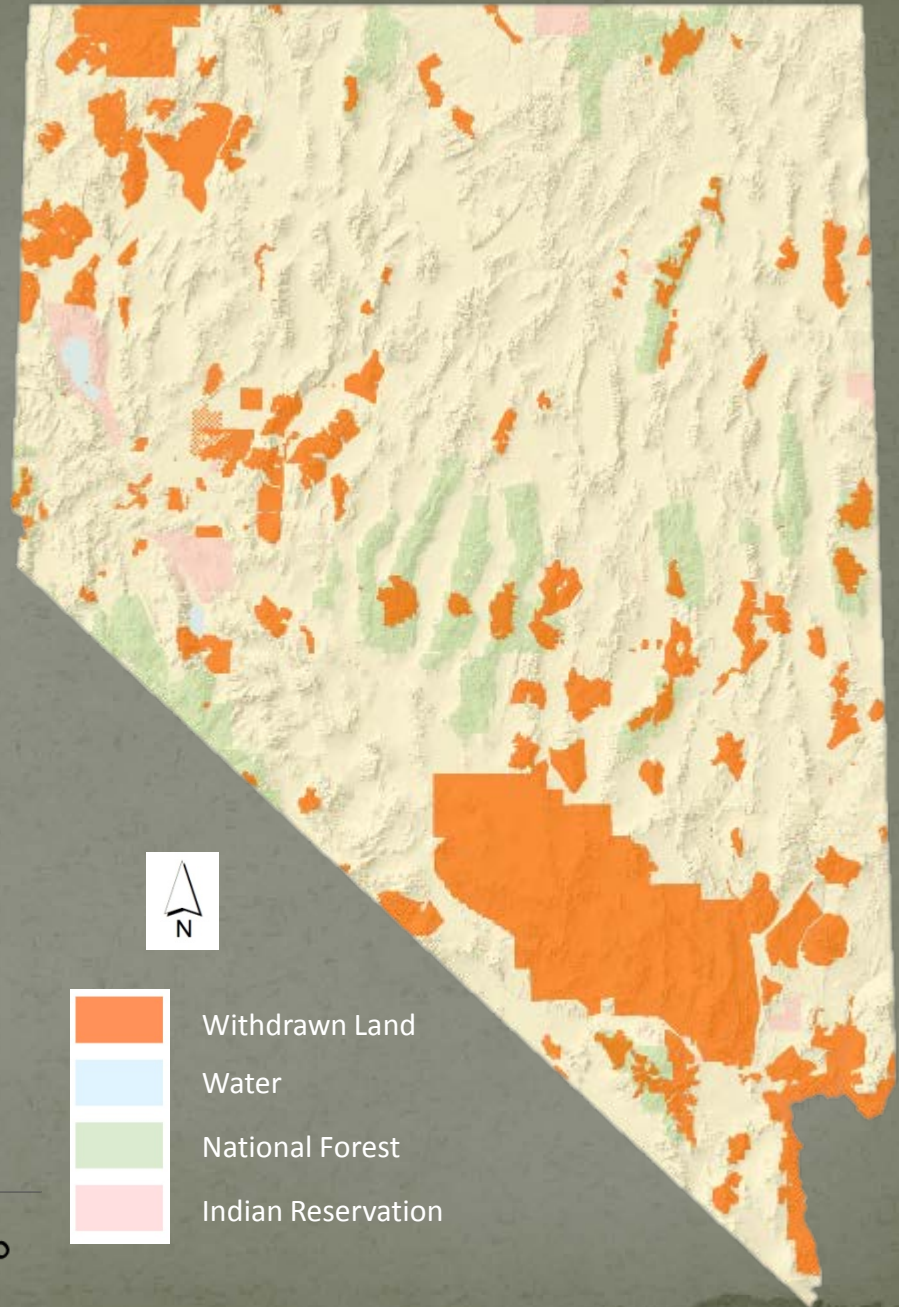 N
Withdrawn Land
Water
National Forest
Indian Reservation